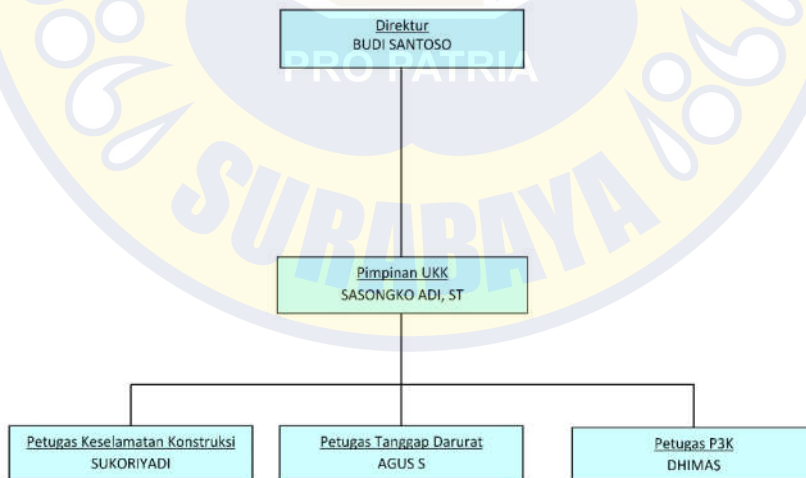 Direktur
BUDI SANTOSO
PRO PATRIA
SURABAYA
Pimpinan UKK
SASONGKO ADI, ST
Petugas Keselamatan Konstruksi
SUKORIYADI
Petugas Tanggap Darurat
AGUS S
Petugas P3K
DHIMAS